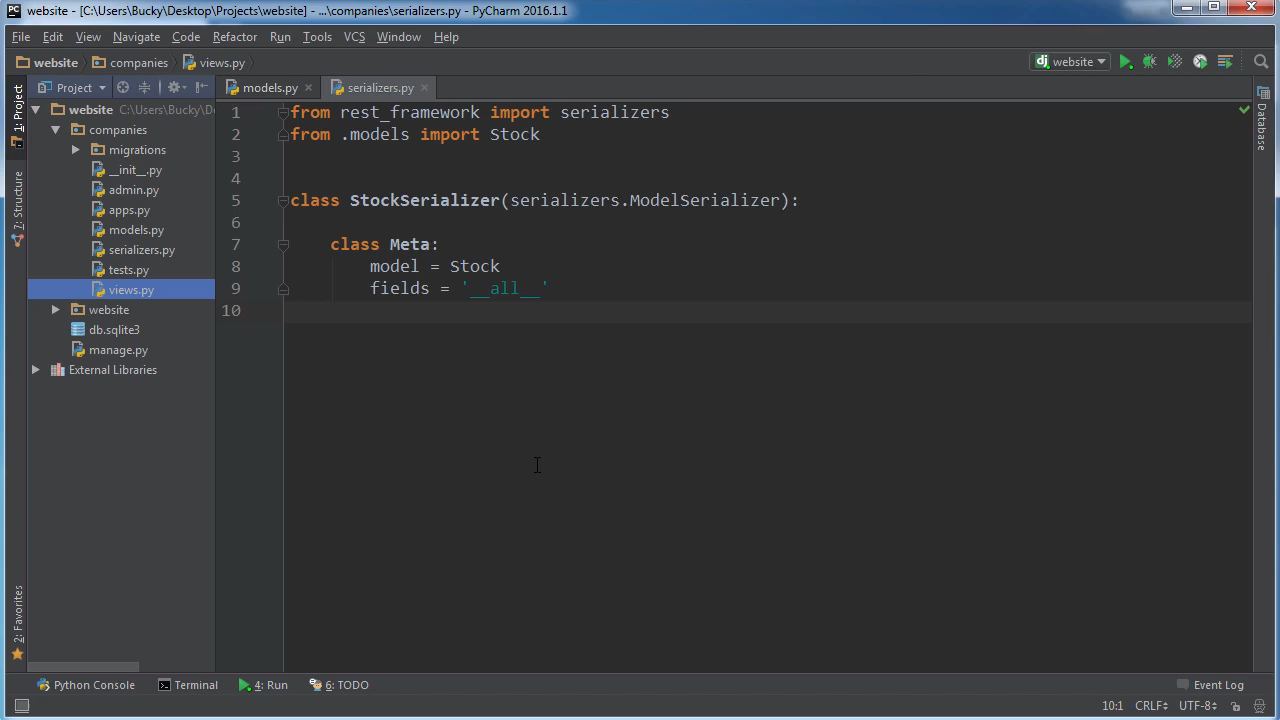 PC website - [C:\Users\Bucky\Desktop\Projects\website] - ...\companies\serializers.py - PyCharm 2016.1.1
File Edit View Navigate Code Refactor Run Tools VCS Window Help
website companies views.py dj website
1: Project
7: Structure
2: Favorites
Project
website C:\Users\Bucky\De
companies
migrations
__init__.py
admin.py
apps.py
models.py
serializers.py
tests.py
views.py
website
db.sqlite3
manage.py
External Libraries
models.py serializers.py
1 from rest_framework import serializers
2 from .models import Stock
3
4
5 class StockSerializer(serializers.ModelSerializer):
6
7 class Meta:
8 model = Stock
9 fields = '__all__'
10
Database
Python Console Terminal 4: Run 6: TODO Event Log
10:1 CRLF UTF-8